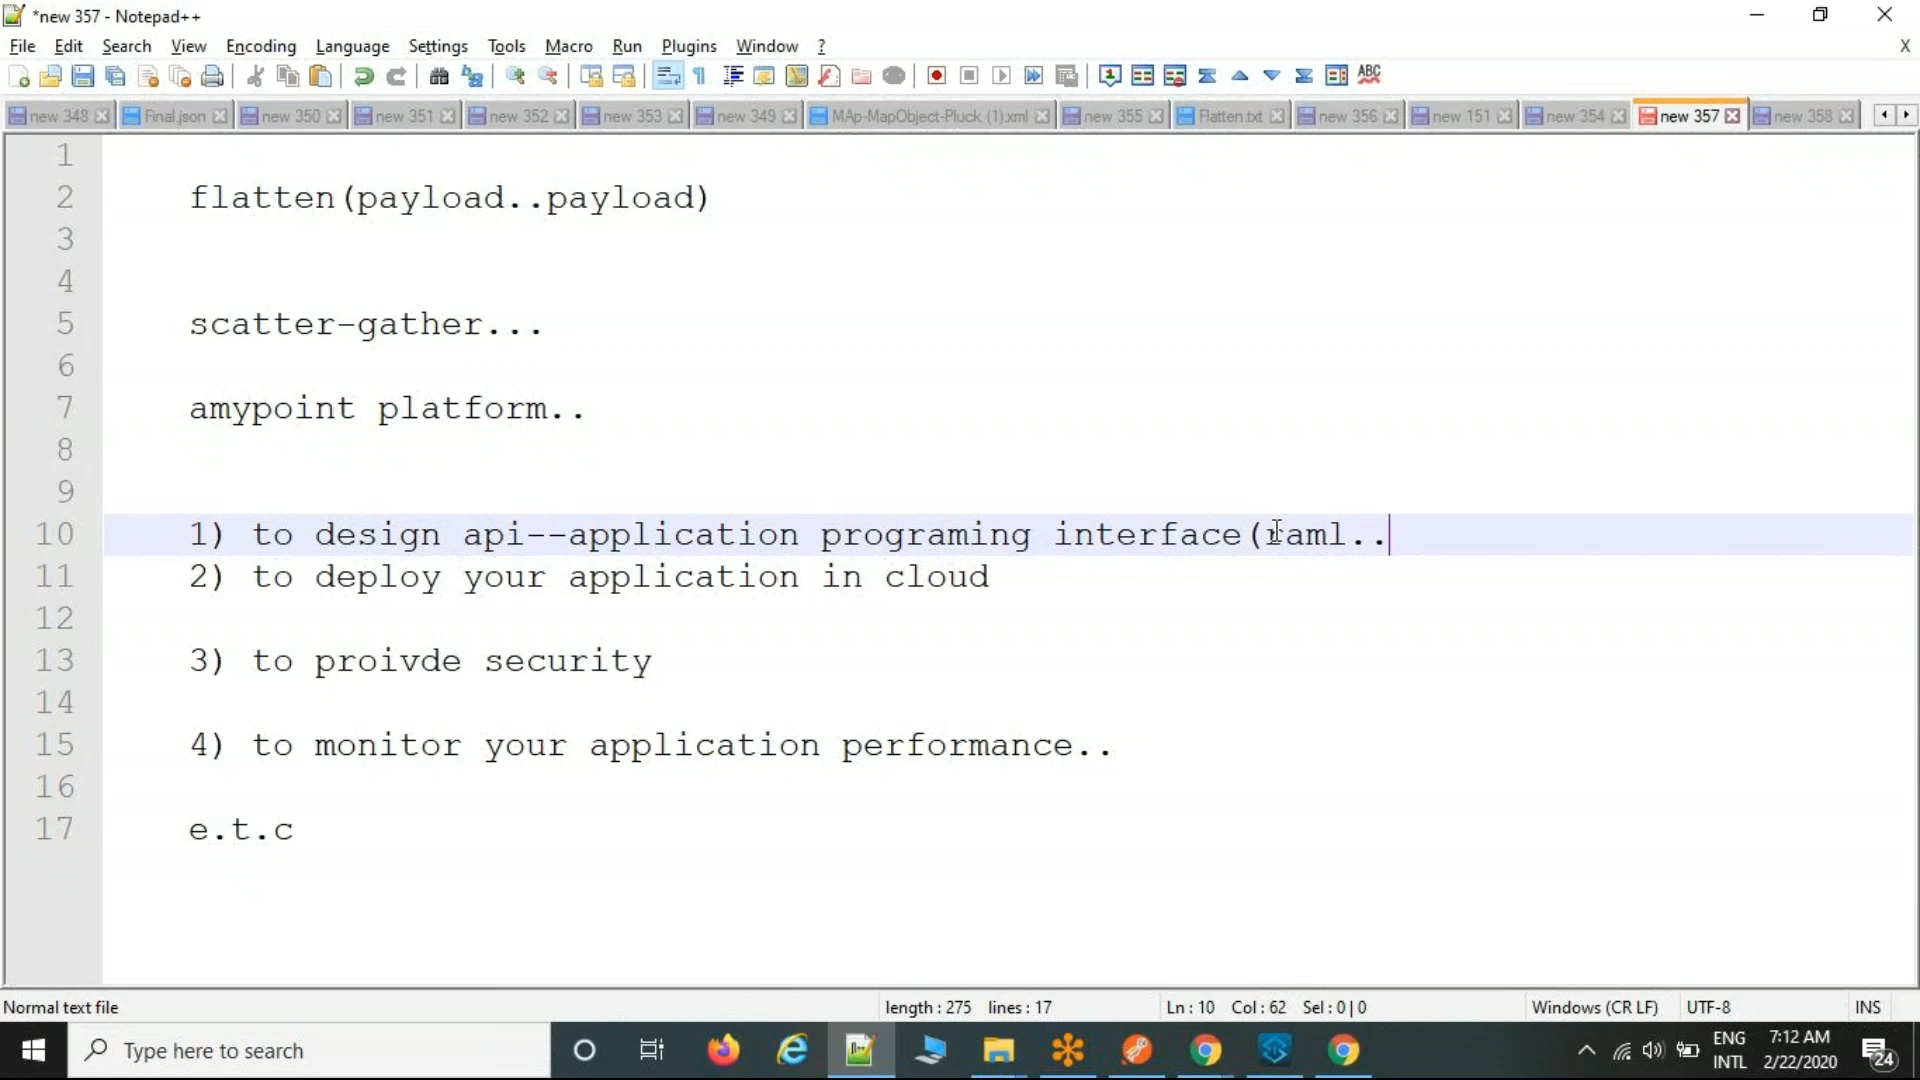 *new 357 - Notepad++
File Edit Search View Encoding Language Settings Tools Macro Run Plugins Window ?
X
ABC
new 348 Final.json new 350 new 351 new 352 new 353 new 349 MAp-MapObject-Pluck (1).xml new 355 Flatten.txt new 356 new 151 new 354 new 357 new 358
1
2 flatten(payload..payload)
3
4
5 scatter-gather...
6
7 amypoint platform..
8
9
10 1) to design api--application programing interface(raml..
11 2) to deploy your application in cloud
12
13 3) to proivde security
14
15 4) to monitor your application performance..
16
17 e.t.c
Normal text file length : 275 lines : 17 Ln : 10 Col : 62 Sel : 0 | 0 Windows (CR LF) UTF-8 INS
Type here to search
ENG 7:12 AM
INTL 2/22/2020 24